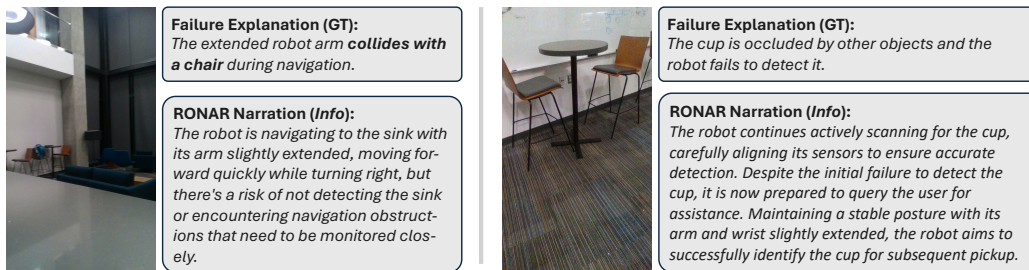 Failure Explanation (GT):
The extended robot arm collides with
a chair during navigation.
RONAR Narration (Info):
The robot is navigating to the sink with
its arm slightly extended, moving for-
ward quickly while turning right, but
there's a risk of not detecting the sink
or encountering navigation obstruct-
ions that need to be monitored clos-
ely.
Failure Explanation (GT):
The cup is occluded by other objects and the
robot fails to detect it.
RONAR Narration (Info):
The robot continues actively scanning for the cup,
carefully aligning its sensors to ensure accurate
detection. Despite the initial failure to detect the
cup, it is now prepared to query the user for
assistance. Maintaining a stable posture with its
arm and wrist slightly extended, the robot aims to
successfully identify the cup for subsequent pickup.